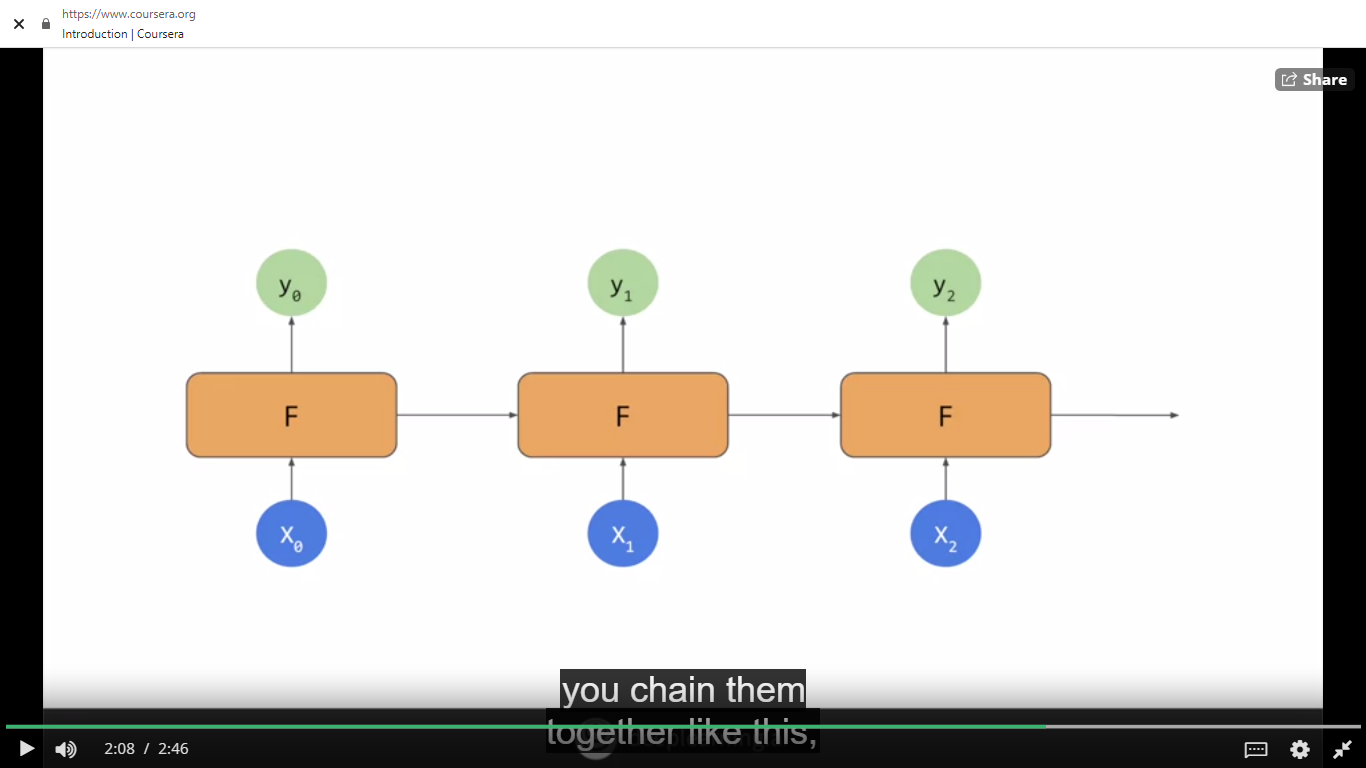 https://www.coursera.org
Introduction | Coursera
Share
y0 y1 y2
F F F
X0 X1 X2
you chain them
together like this,
2:08 / 2:46